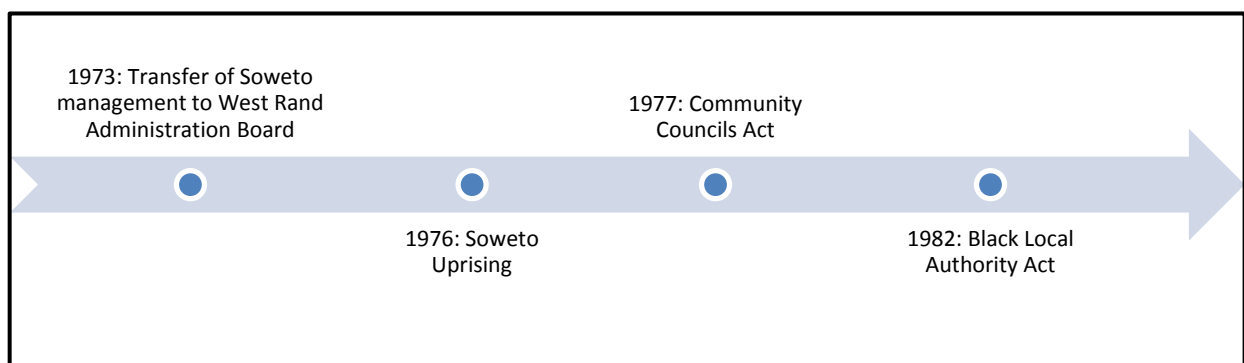 1973: Transfer of Soweto
management to West Rand
Administration Board
1976: Soweto
Uprising
1977: Community
Councils Act
1982: Black Local
Authority Act